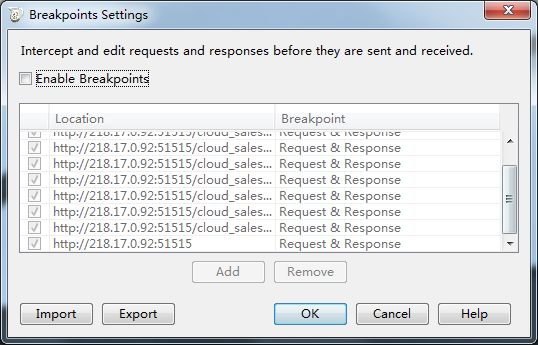 Breakpoints Settings
Intercept and edit requests and responses before they are sent and received.
Enable Breakpoints
Location Breakpoint
http://218.17.0.92:51515/cloud_sales... Request & Response
http://218.17.0.92:51515/cloud_sales... Request & Response
http://218.17.0.92:51515/cloud_sales... Request & Response
http://218.17.0.92:51515/cloud_sales... Request & Response
http://218.17.0.92:51515/cloud_sales... Request & Response
http://218.17.0.92:51515/cloud_sales... Request & Response
http://218.17.0.92:51515/cloud_sales... Request & Response
http://218.17.0.92:51515 Request & Response
Add Remove
Import Export OK Cancel Help